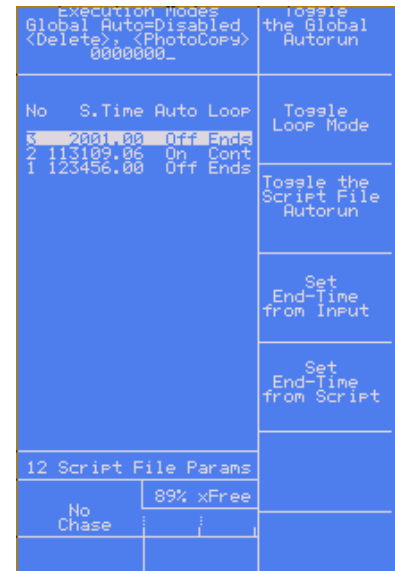 Execution Modes
Global Auto=Disabled
<Delete>, <PhotoCopy>
0000000_
No S.Time Auto Loop
3 2001.00 Off Ends
2 113109.06 On Cont
1 123456.00 Off Ends
12 Script File Params
No
Chase
89% xFree
Toggle
the Global
Autorun
Toggle
Loop Mode
Toggle the
Script File
Autorun
Set
End-Time
from Input
Set
End-Time
from Script